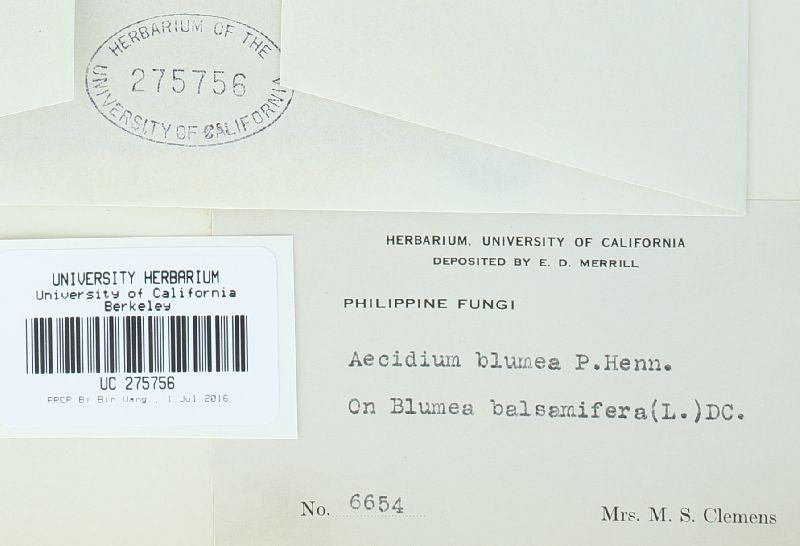 HERBARIUM OF THE
275756
UNIVERSITY OF CALIFORNIA
HERBARIUM, UNIVERSITY OF CALIFORNIA
DEPOSITED BY E. D. MERRILL
PHILIPPINE FUNGI
Aecidium blumea P.Henn.
On Blumea balsamifera(L.)DC.
No. 6654
Mrs. M. S. Clemens
UNIVERSITY HERBARIUM
University of California
Berkeley
UC 275756
PREP By Bin Wang , 1 Jul 2016